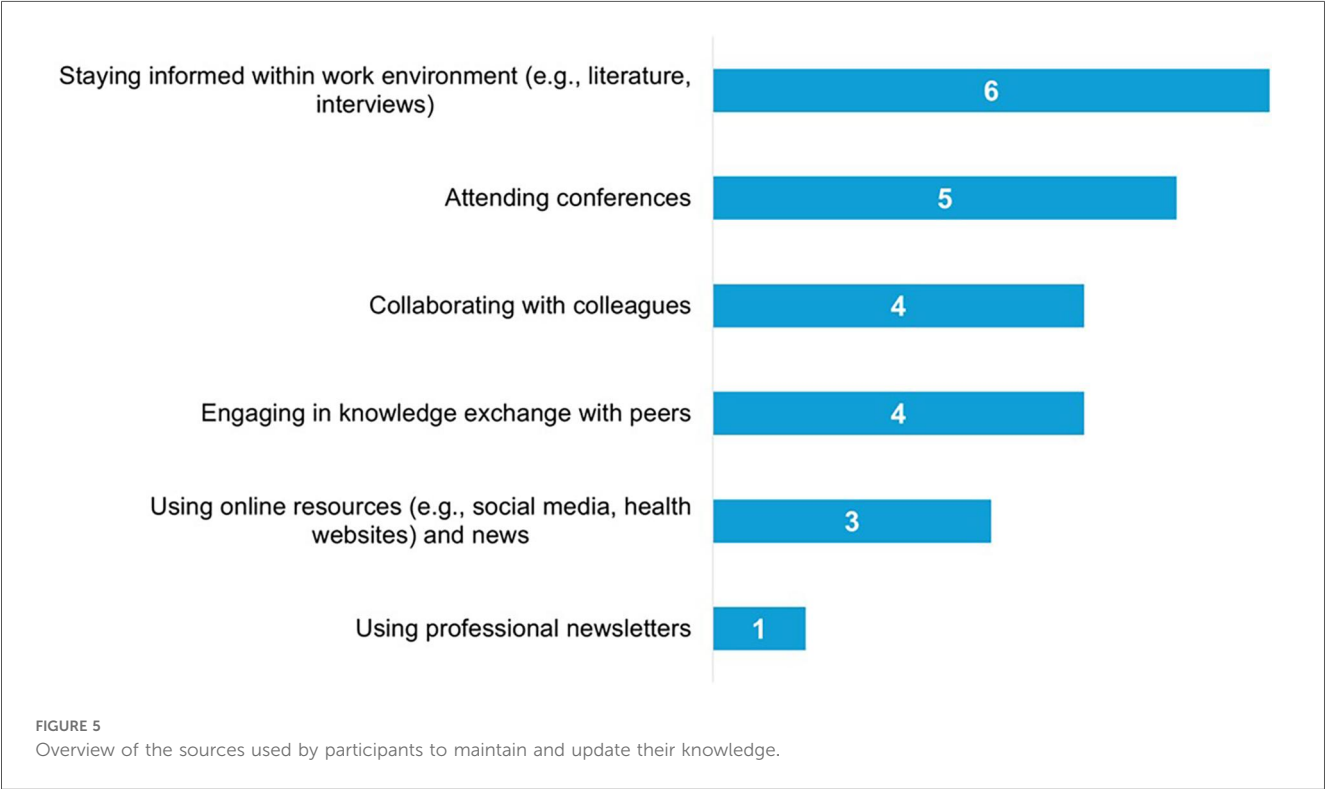 Staying informed within work environment (e.g., literature,
interviews)
6
Attending conferences
5
Collaborating with colleagues
4
Engaging in knowledge exchange with peers
4
Using online resources (e.g., social media, health
websites) and news
3
Using professional newsletters
1
FIGURE 5
Overview of the sources used by participants to maintain and update their knowledge.